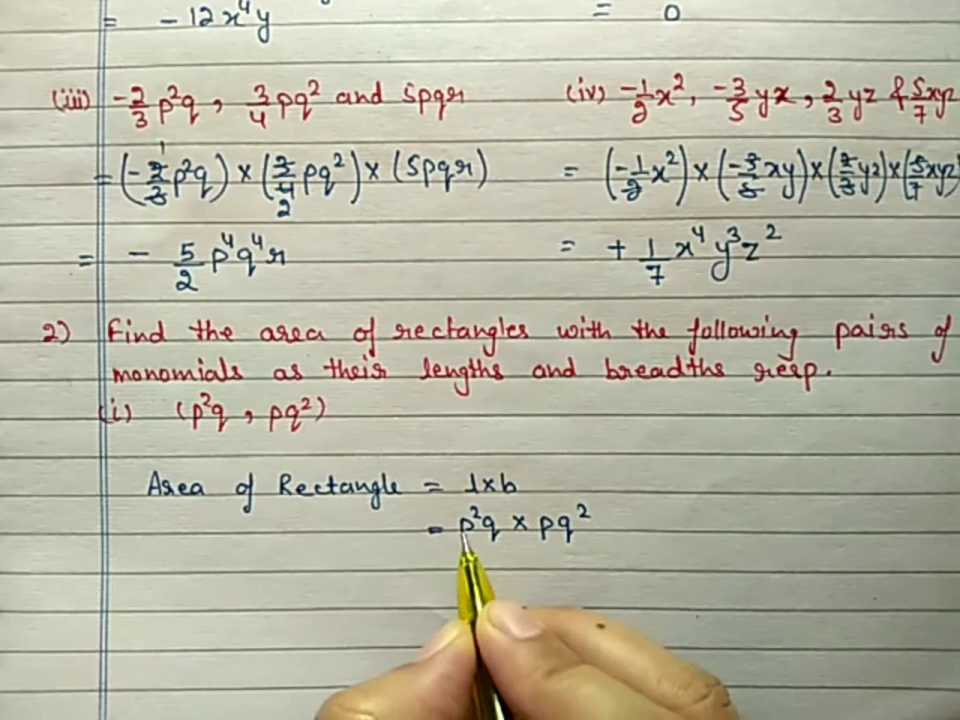 = -12x⁴y = 0
(iii) -2/3 p²q, 3/4 pq² and 5pqr
(iv) -1/2 x², -3/5 yx, 2/3 yz & 5/7 xyz
= (-2/3 p²q) × (3/4 pq²) × (5pqr)
= (-1/2 x²) × (-3/5 xy) × (2/3 yz) × (5/7 xyz)
= - 5/2 p⁴q⁴r
= + 1/7 x⁴y³z²
2) Find the area of rectangles with the following pairs of
monomials as their lengths and breadths resp.
(i) (p²q, pq²)
Area of Rectangle = l×b
= p²q × pq²